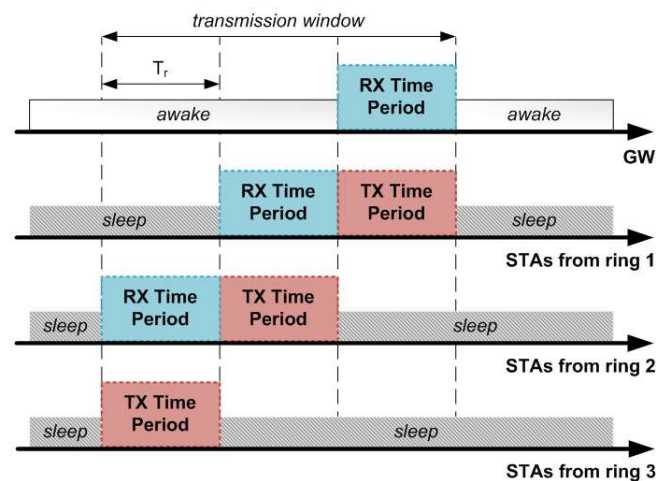 transmission window
Tr
RX Time
Period
awake
awake
GW
RX Time
Period
TX Time
Period
sleep
sleep
STAs from ring 1
RX Time
Period
TX Time
Period
sleep
sleep
STAs from ring 2
TX Time
Period
sleep
sleep
STAs from ring 3